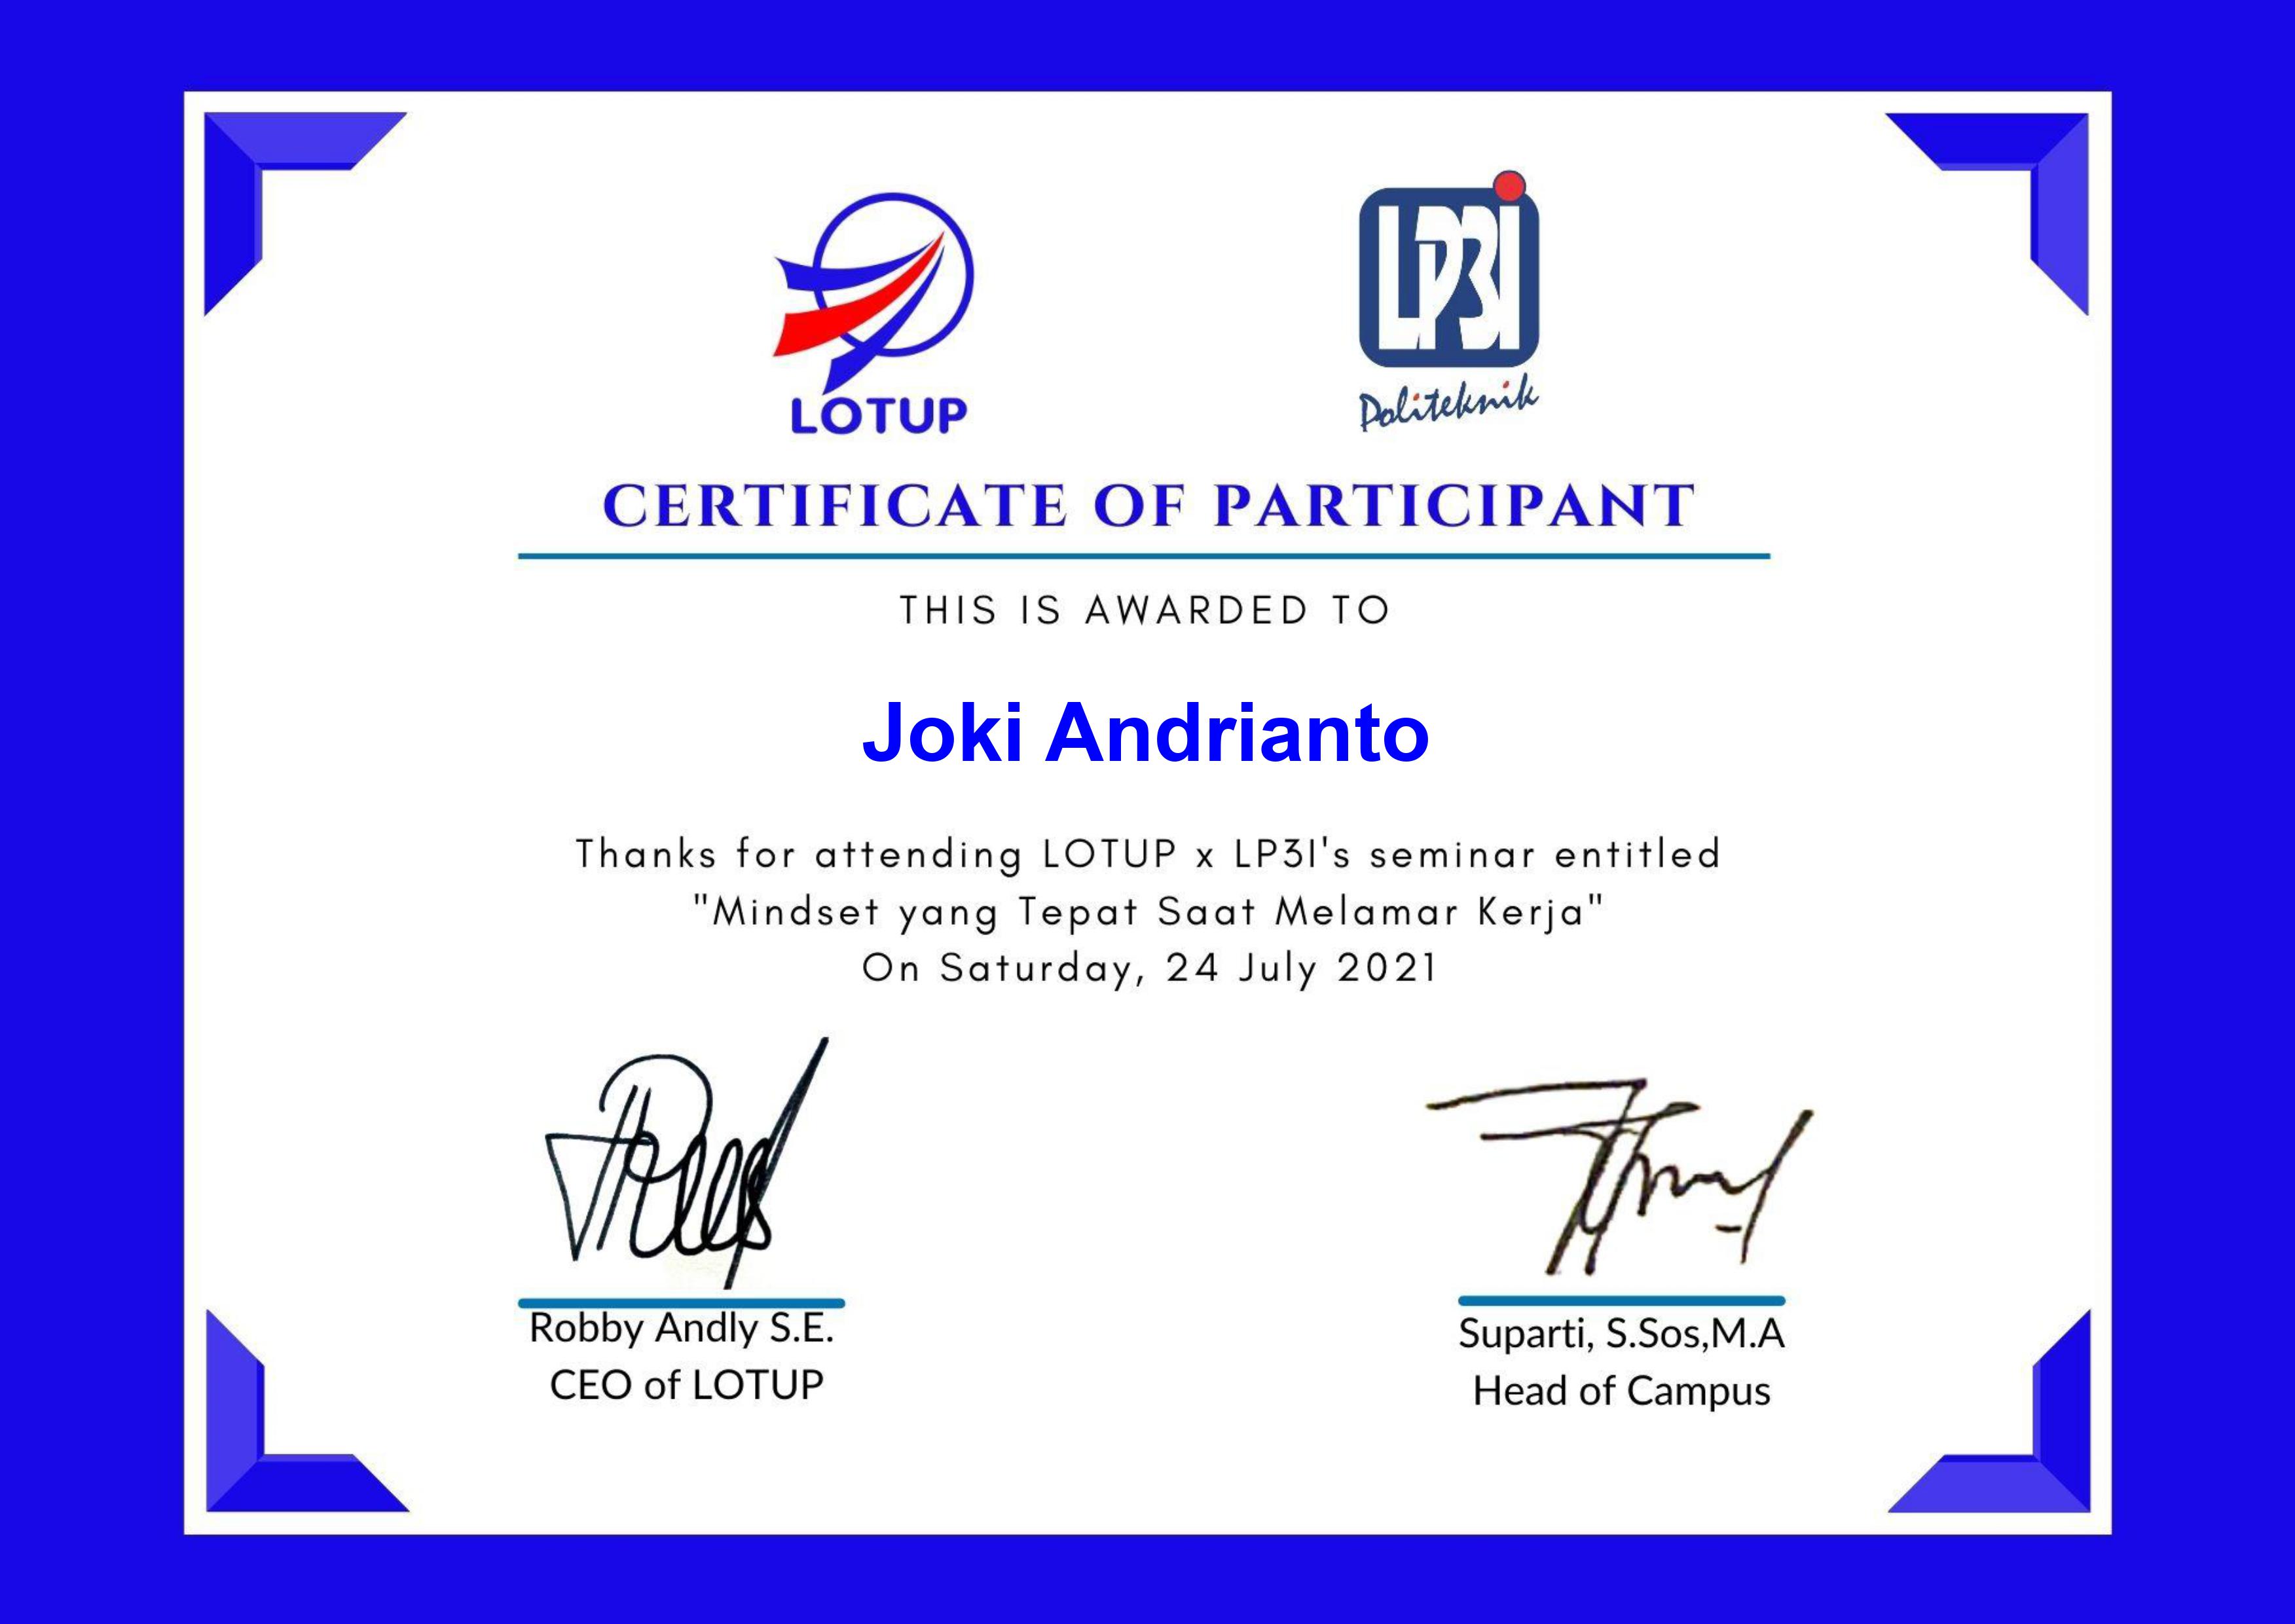 LOTUP
LP3I
Politeknik
CERTIFICATE OF PARTICIPANT
THIS IS AWARDED TO
Joki Andrianto
Thanks for attending LOTUP x LP3I's seminar entitled
"Mindset yang Tepat Saat Melamar Kerja"
On Saturday, 24 July 2021
Robby Andly S.E.
CEO of LOTUP
Suparti, S.Sos,M.A
Head of Campus